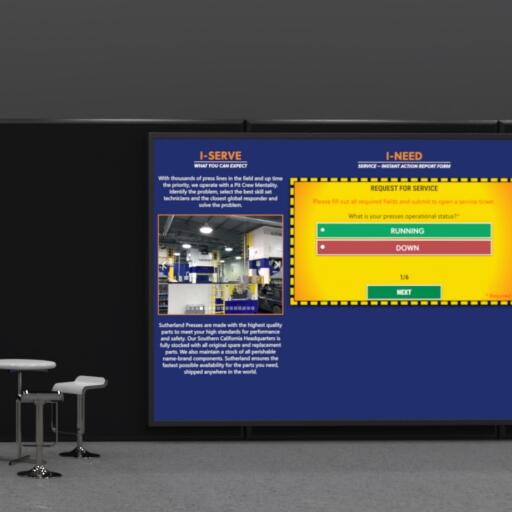 I-SERVE
WHAT YOU CAN EXPECT
With thousands of press lines in the field and up time
the priority, we operate with a Pit Crew Mentality.
Identify the problem, select the best skill set
technicians and the closest global responder and
solve the problem.
Sutherland Presses are made with the highest quality
parts to meet your high standards for performance
and safety. Our Southern California Headquarters is
fully stocked with all original spare and replacement
parts. We also maintain a stock of all perishable
name-brand components. Sutherland ensures the
fastest possible availability for the parts you need,
shipped anywhere in the world.
I-NEED
SERVICE – INSTANT ACTION REPORT FORM
REQUEST FOR SERVICE
Please fill out all required fields and submit to open a service ticket.
What is your presses operational status?*
RUNNING
DOWN
1/6
NEXT